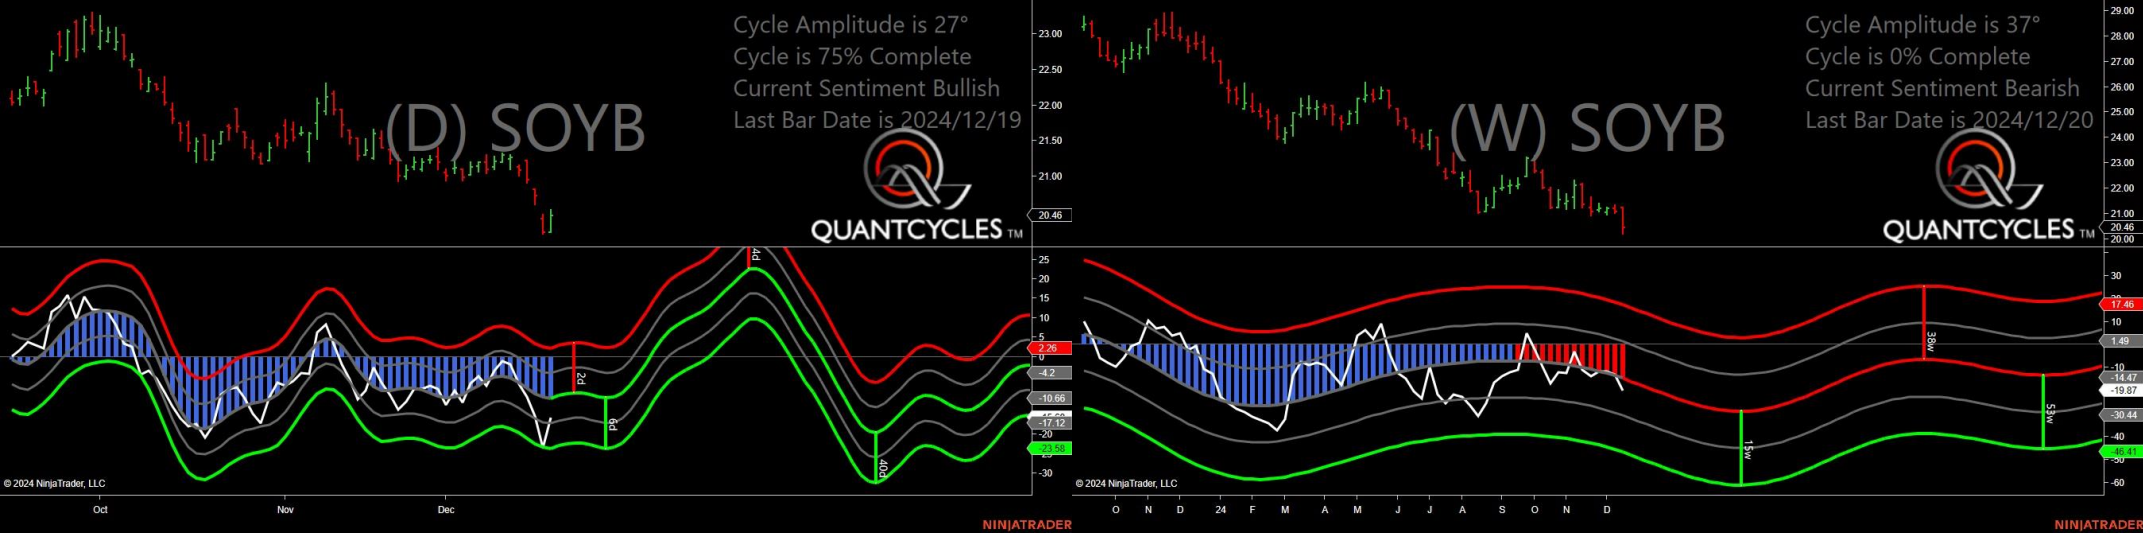 Cycle Amplitude is 27°
Cycle is 75% Complete
Current Sentiment Bullish
Last Bar Date is 2024/12/19
(D) SOYB
QUANTCYCLES TM
23.00
22.50
22.00
21.50
21.00
20.46
25
20
15
10
5
2.26
0
-4.2
-10.66
-17.12
-20
-23.58
-30
4d
2d
6d
40d
© 2024 NinjaTrader, LLC
Oct
Nov
Dec
NINJATRADER
Cycle Amplitude is 37°
Cycle is 0% Complete
Current Sentiment Bearish
Last Bar Date is 2024/12/20
(W) SOYB
QUANTCYCLES TM
29.00
28.00
27.00
26.00
25.00
24.00
23.00
22.00
21.00
20.46
20.00
30
17.46
10
1.49
-10
-14.47
-19.87
-30.44
-40
-46.41
-60
38w
15w
53w
© 2024 NinjaTrader, LLC
O N D 24 F M A M J J A S O N D
NINJATRADER